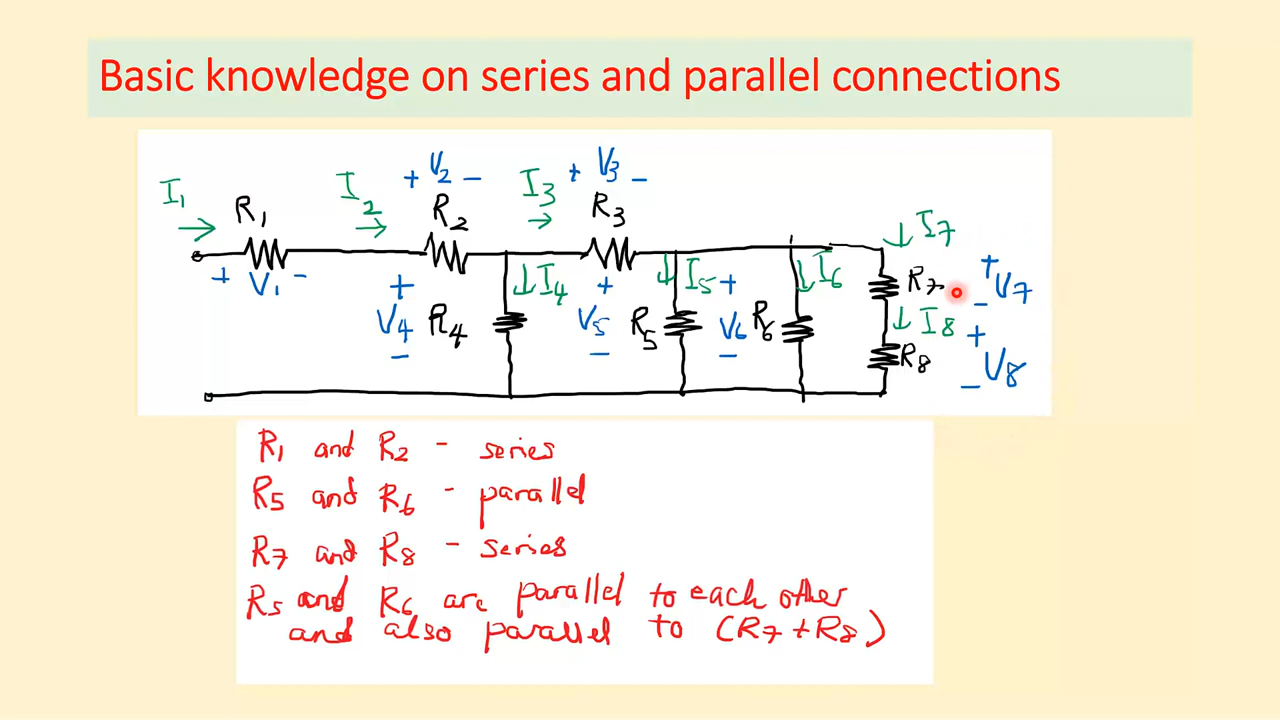 Basic knowledge on series and parallel connections
+ V2 -
+ V3 -
I1
I2
I3
R1
R2
R3
I7
+ V1 -
+ V4 -
R4
I4
+ V5 -
R5
I5
+ V6 -
R6
I6
R7
+ V7 -
I8
R8
+ V8 -
R1 and R2 - series
R5 and R6 - parallel
R7 and R8 - series
R5 and R6 are parallel to each other
and also parallel to (R7+R8)